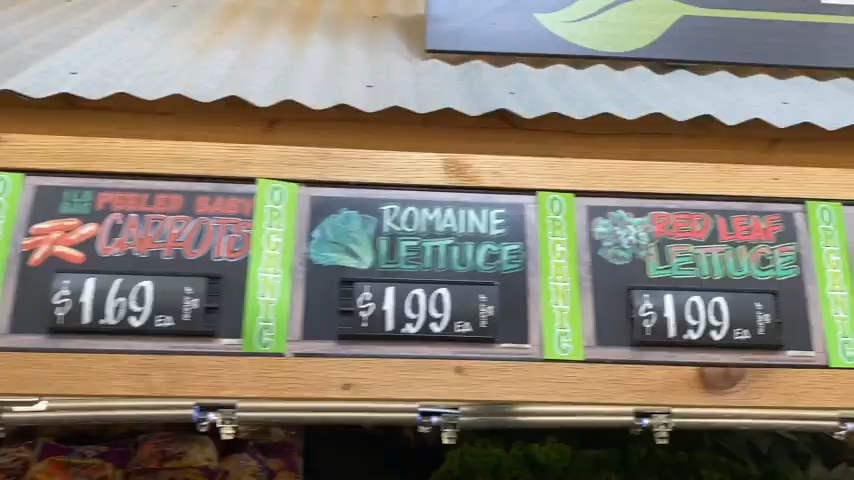 PEELED BABY
CARROTS
$1.69 EA
ORGANIC
ROMAINE
LETTUCE
$1.99 EA
ORGANIC
RED LEAF
LETTUCE
$1.99 EA
ORGANIC